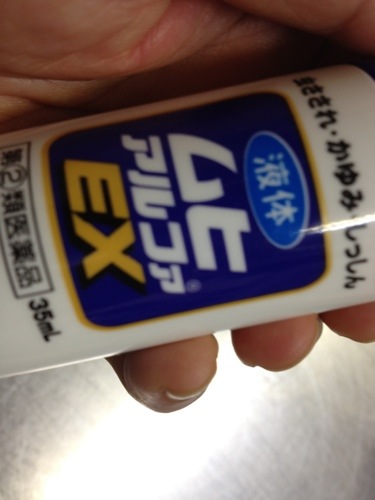 虫さされ・かゆみ・しっしん
液体
ムヒ
アルファ
EX
®
第②類医薬品
35mL